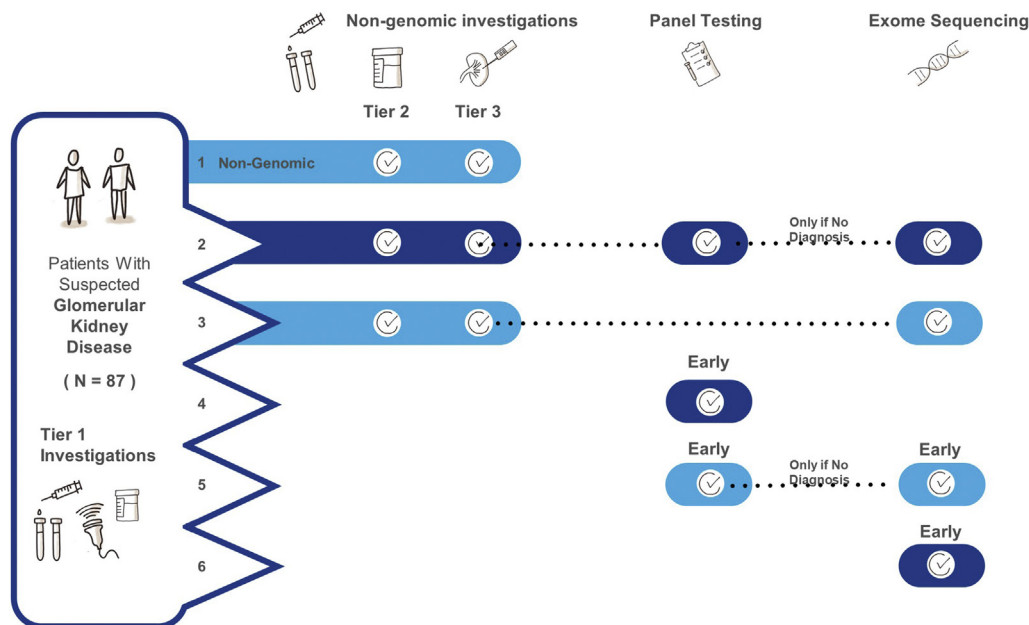 Non-genomic investigations
Panel Testing
Exome Sequencing
Tier 2
Tier 3
1 Non-Genomic
2
Only if No
Diagnosis
Patients With
Suspected
Glomerular
Kidney
Disease
( N = 87 )
3
Early
4
Tier 1
Investigations
Early
Early
5
Only if No
Diagnosis
Early
6